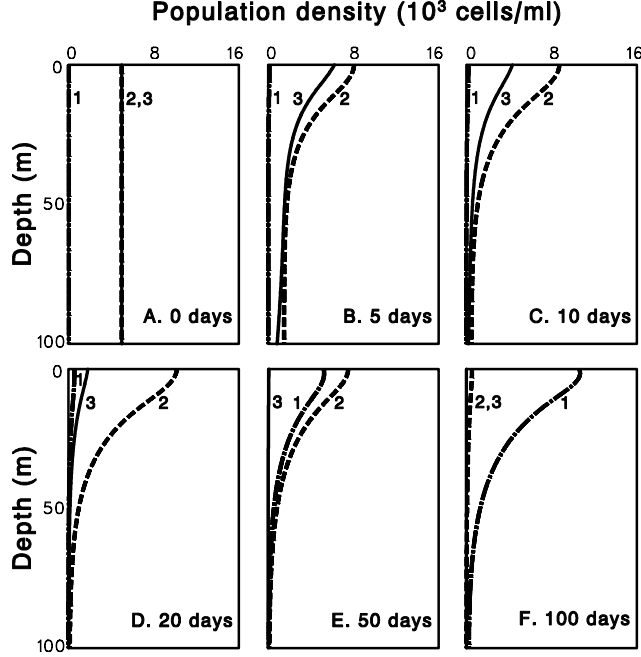 Population density (10³ cells/ml)
0 8 16 0 8 16 0 8 16
0
1 2,3 1 3 2 1 3 2
50
Depth (m)
A. 0 days B. 5 days C. 10 days
100
0
1
3 2 3 1 2 2,3 1
50
Depth (m)
D. 20 days E. 50 days F. 100 days
100